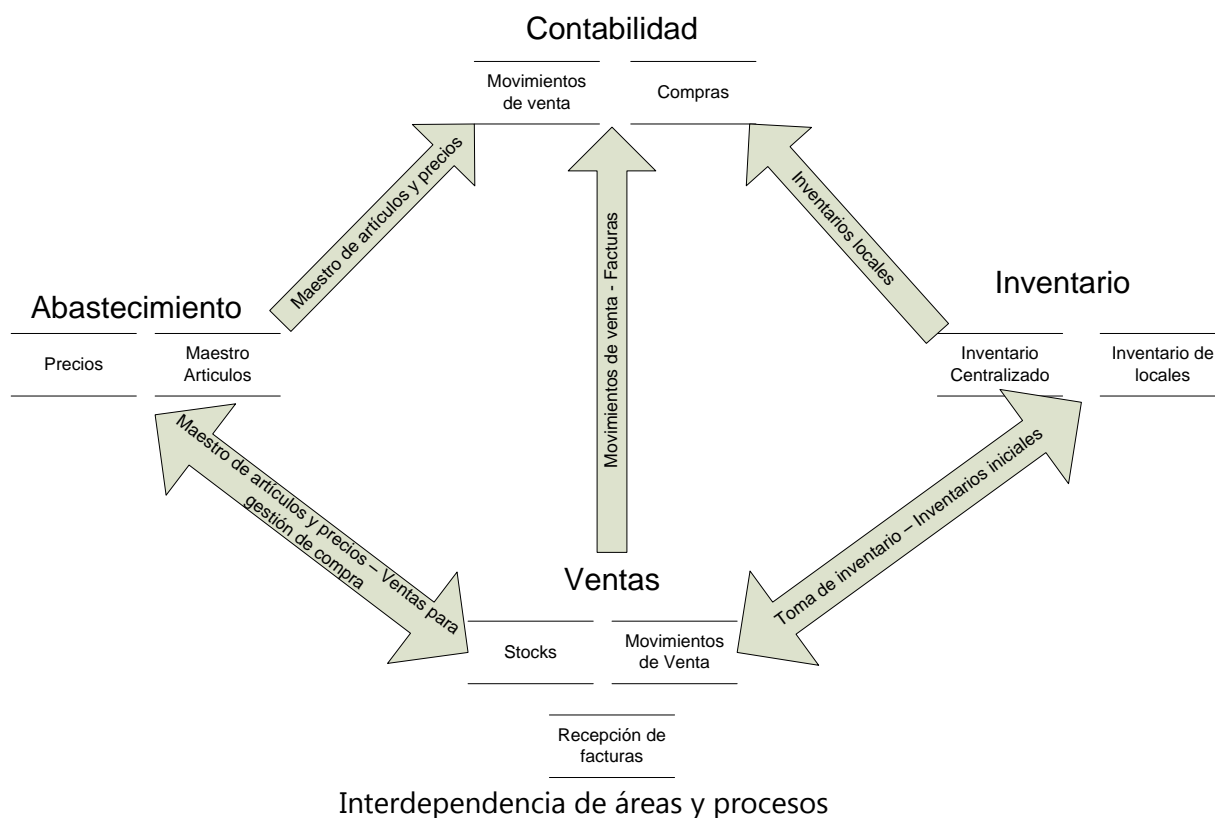 Contabilidad
Movimientos
de venta
Compras
Maestro de artículos y precios
Movimientos de venta - Facturas
Inventarios locales
Abastecimiento
Precios
Maestro
Articulos
Inventario
Inventario
Centralizado
Inventario de
locales
Maestro de artículos y precios – Ventas para
gestión de compra
Toma de inventario – Inventarios iniciales
Ventas
Stocks
Movimientos
de Venta
Recepción de
facturas
Interdependencia de áreas y procesos